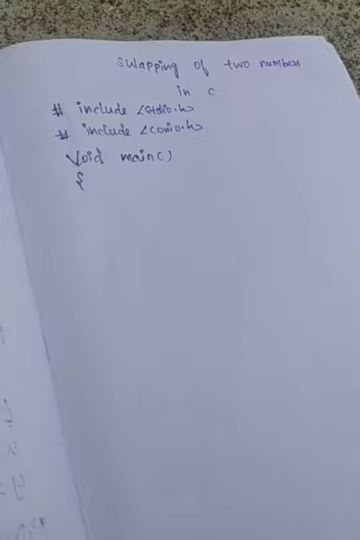 swapping of two numbers
in c
# include <stdio.h>
# include <conio.h>
Void main()
{